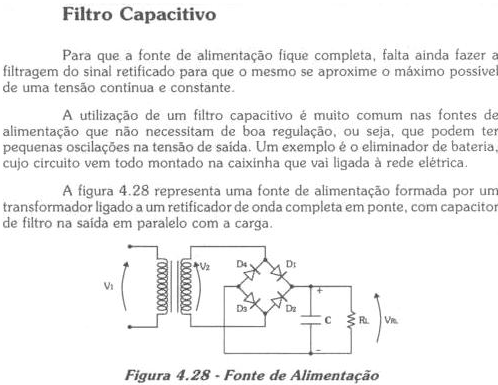 Filtro Capacitivo
Para que a fonte de alimentação fique completa, falta ainda fazer a
filtragem do sinal retificado para que o mesmo se aproxime o máximo possível
de uma tensão contínua e constante.
A utilização de um filtro capacitivo é muito comum nas fontes de
alimentação que não necessitam de boa regulação, ou seja, que podem ter
pequenas oscilações na tensão de saída. Um exemplo é o eliminador de bateria,
cujo circuito vem todo montado na caixinha que vai ligada à rede elétrica.
A figura 4.28 representa uma fonte de alimentação formada por um
transformador ligado a um retificador de onda completa em ponte, com capacitor
de filtro na saída em paralelo com a carga.
V1
V2
D4
D1
D3
D2
+
C
RL
VRL
-
Figura 4.28 - Fonte de Alimentação